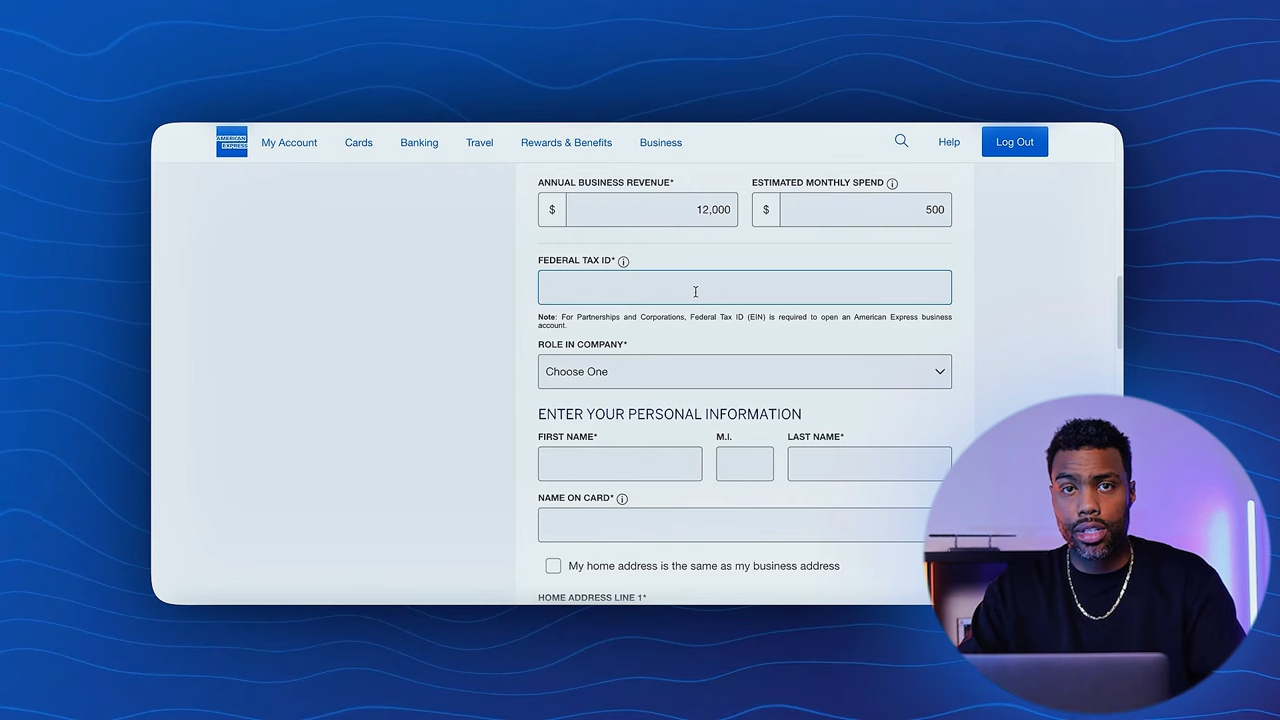 AMERICAN
EXPRESS
My Account
Cards
Banking
Travel
Rewards & Benefits
Business
Help
Log Out
ANNUAL BUSINESS REVENUE*
ESTIMATED MONTHLY SPEND
$ 12,000
$ 500
FEDERAL TAX ID*
Note: For Partnerships and Corporations, Federal Tax ID (EIN) is required to open an American Express business
account.
ROLE IN COMPANY*
Choose One
ENTER YOUR PERSONAL INFORMATION
FIRST NAME*
M.I.
LAST NAME*
NAME ON CARD*
My home address is the same as my business address
HOME ADDRESS LINE 1*